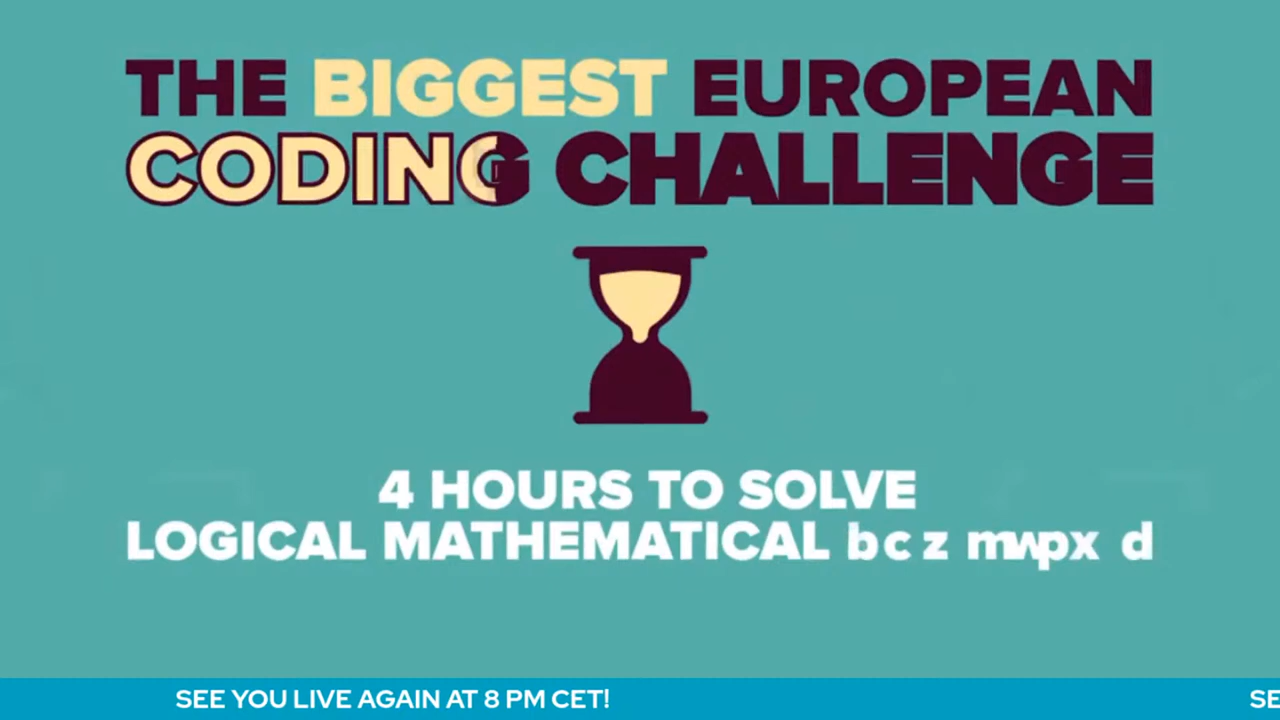 THE BIGGEST EUROPEAN
CODING CHALLENGE
4 HOURS TO SOLVE
LOGICAL MATHEMATICAL b c z
SEE YOU LIVE AGAIN AT 8 PM CET! SE